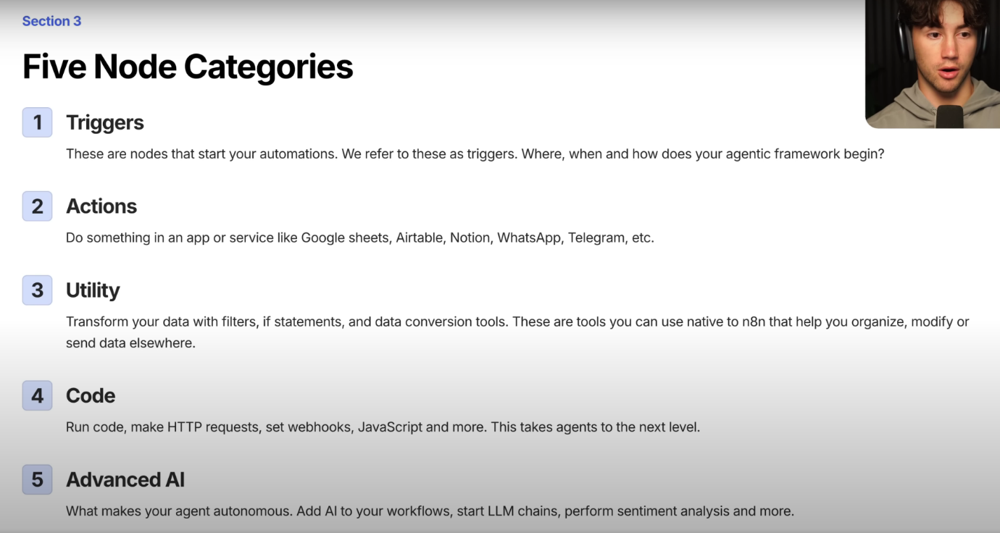 Section 3
Five Node Categories
1 Triggers
These are nodes that start your automations. We refer to these as triggers. Where, when and how does your agentic framework begin?
2 Actions
Do something in an app or service like Google sheets, Airtable, Notion, WhatsApp, Telegram, etc.
3 Utility
Transform your data with filters, if statements, and data conversion tools. These are tools you can use native to n8n that help you organize, modify or
send data elsewhere.
4 Code
Run code, make HTTP requests, set webhooks, JavaScript and more. This takes agents to the next level.
5 Advanced AI
What makes your agent autonomous. Add AI to your workflows, start LLM chains, perform sentiment analysis and more.